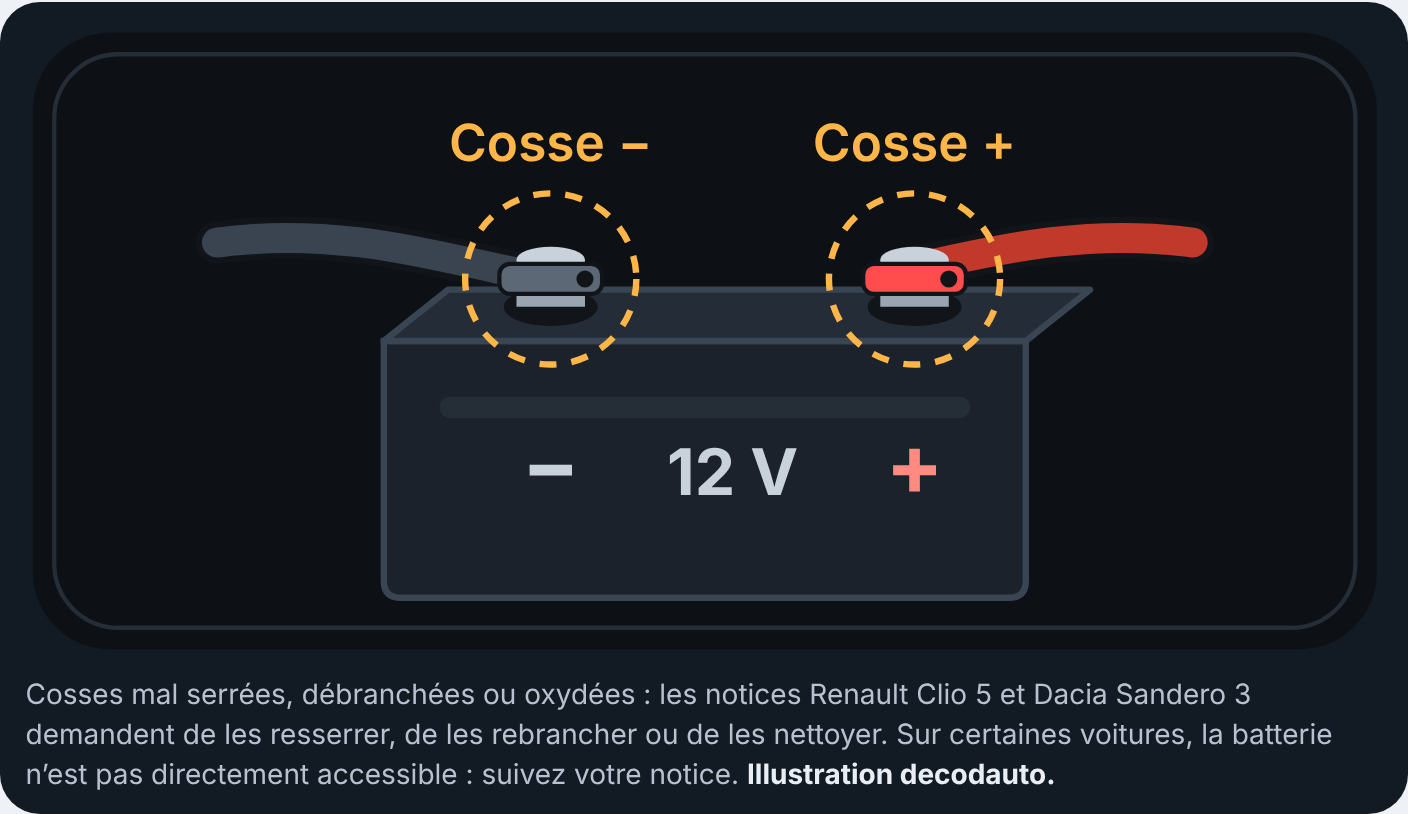 Cosse – Cosse +
– 12 V +
Cosses mal serrées, débranchées ou oxydées : les notices Renault Clio 5 et Dacia Sandero 3
demandent de les resserrer, de les rebrancher ou de les nettoyer. Sur certaines voitures, la batterie
n’est pas directement accessible : suivez votre notice. Illustration decodauto.